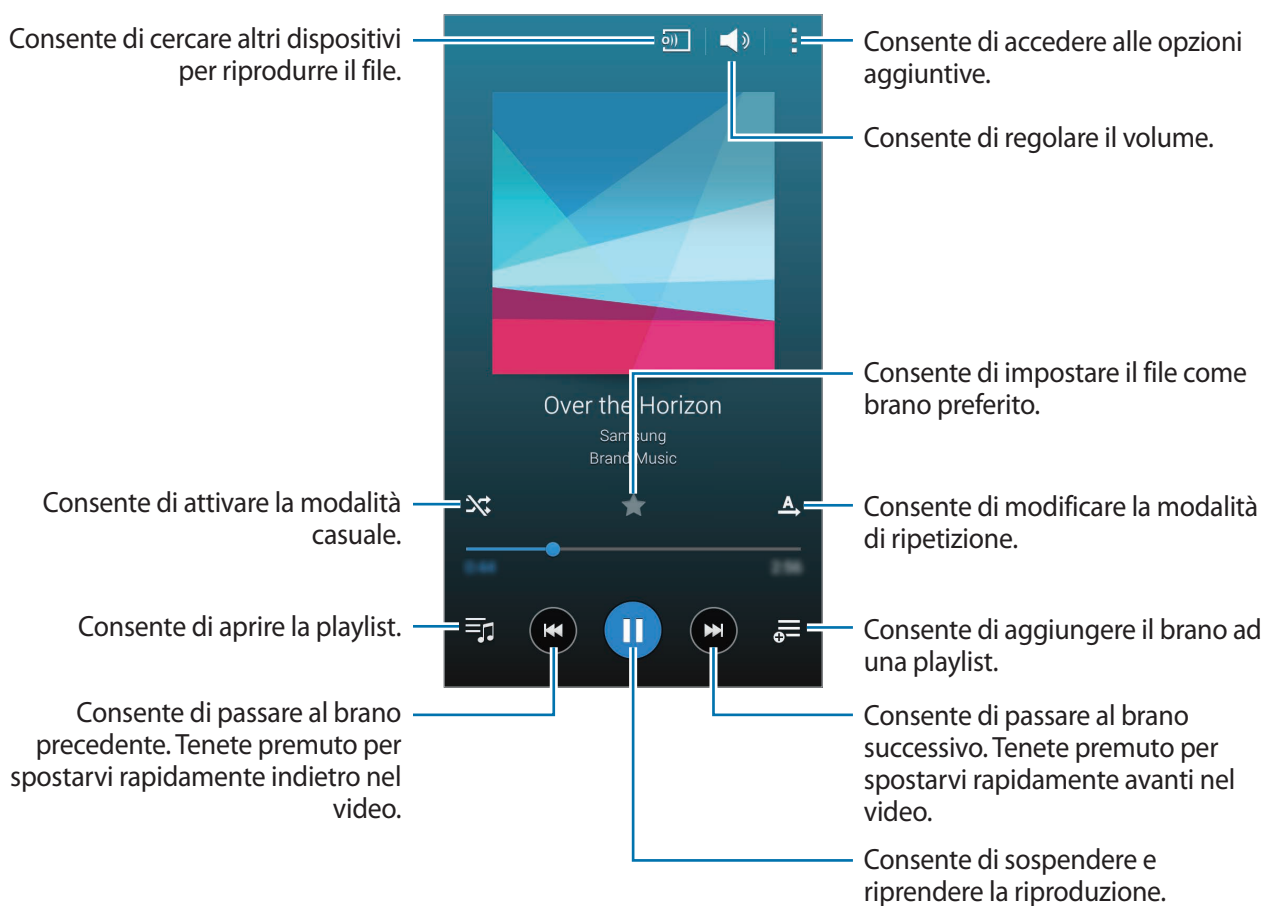 Consente di cercare altri dispositivi
per riprodurre il file.
Consente di accedere alle opzioni
aggiuntive.
Consente di regolare il volume.
Consente di impostare il file come
brano preferito.
Over the Horizon
Samsung
Brand Music
Consente di attivare la modalità
casuale.
A
Consente di modificare la modalità
di ripetizione.
0:44
2:56
Consente di aprire la playlist.
Consente di aggiungere il brano ad
una playlist.
Consente di passare al brano
precedente. Tenete premuto per
spostarvi rapidamente indietro nel
video.
Consente di passare al brano
successivo. Tenete premuto per
spostarvi rapidamente avanti nel
video.
Consente di sospendere e
riprendere la riproduzione.